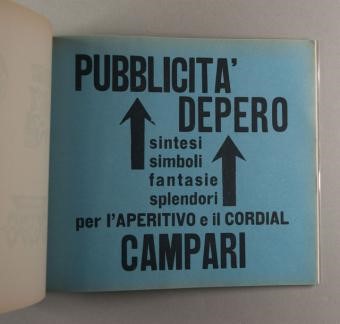 PUBBLICITA'
DEPERO
sintesi
simboli
fantasie
splendori
per l'APERITIVO e il CORDIAL
CAMPARI